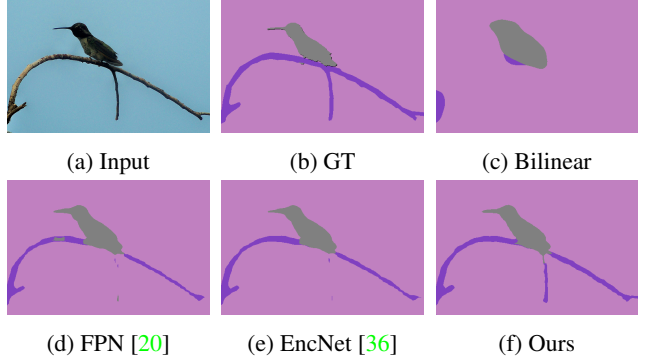 (a) Input
(b) GT
(c) Bilinear
(d) FPN [20]
(e) EncNet [36]
(f) Ours